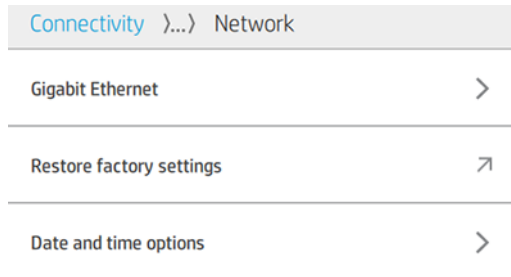 Connectivity 〉...〉 Network
Gigabit Ethernet
Restore factory settings
Date and time options